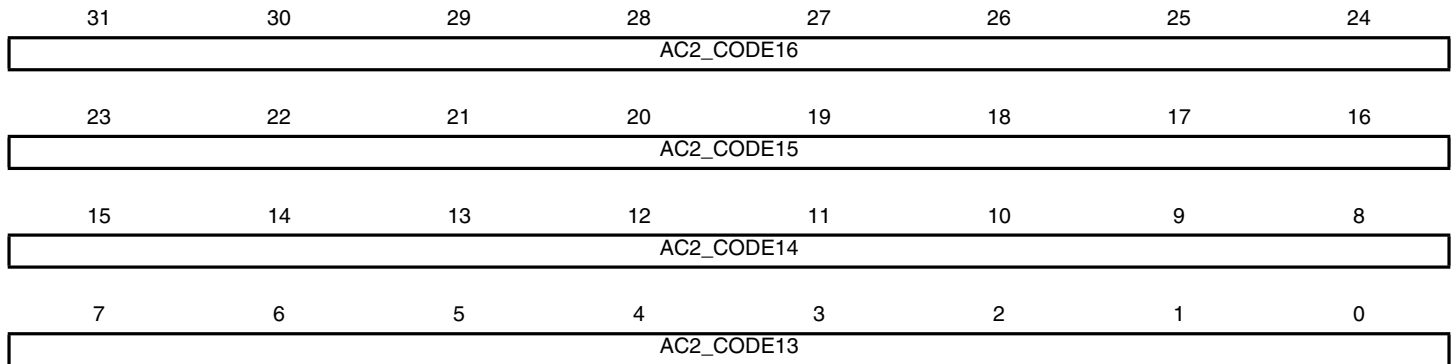 31 30 29 28 27 26 25 24
AC2_CODE16
23 22 21 20 19 18 17 16
AC2_CODE15
15 14 13 12 11 10 9 8
AC2_CODE14
7 6 5 4 3 2 1 0
AC2_CODE13